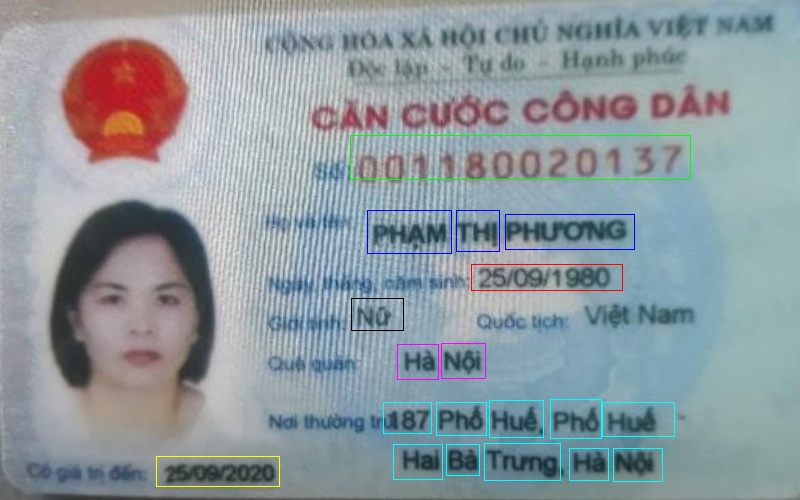 CỘNG HÒA XÃ HỘI CHỦ NGHĨA VIỆT NAM
Độc lập - Tự do - Hạnh phúc
CĂN CƯỚC CÔNG DÂN
Số: 001180020137
Họ và tên: PHẠM THỊ PHƯƠNG
Ngày, tháng, năm sinh: 25/09/1980
Giới tính: Nữ Quốc tịch: Việt Nam
Quê quán: Hà Nội
Nơi thường trú: 187 Phố Huế, Phố Huế
Hai Bà Trưng, Hà Nội
Có giá trị đến: 25/09/2020